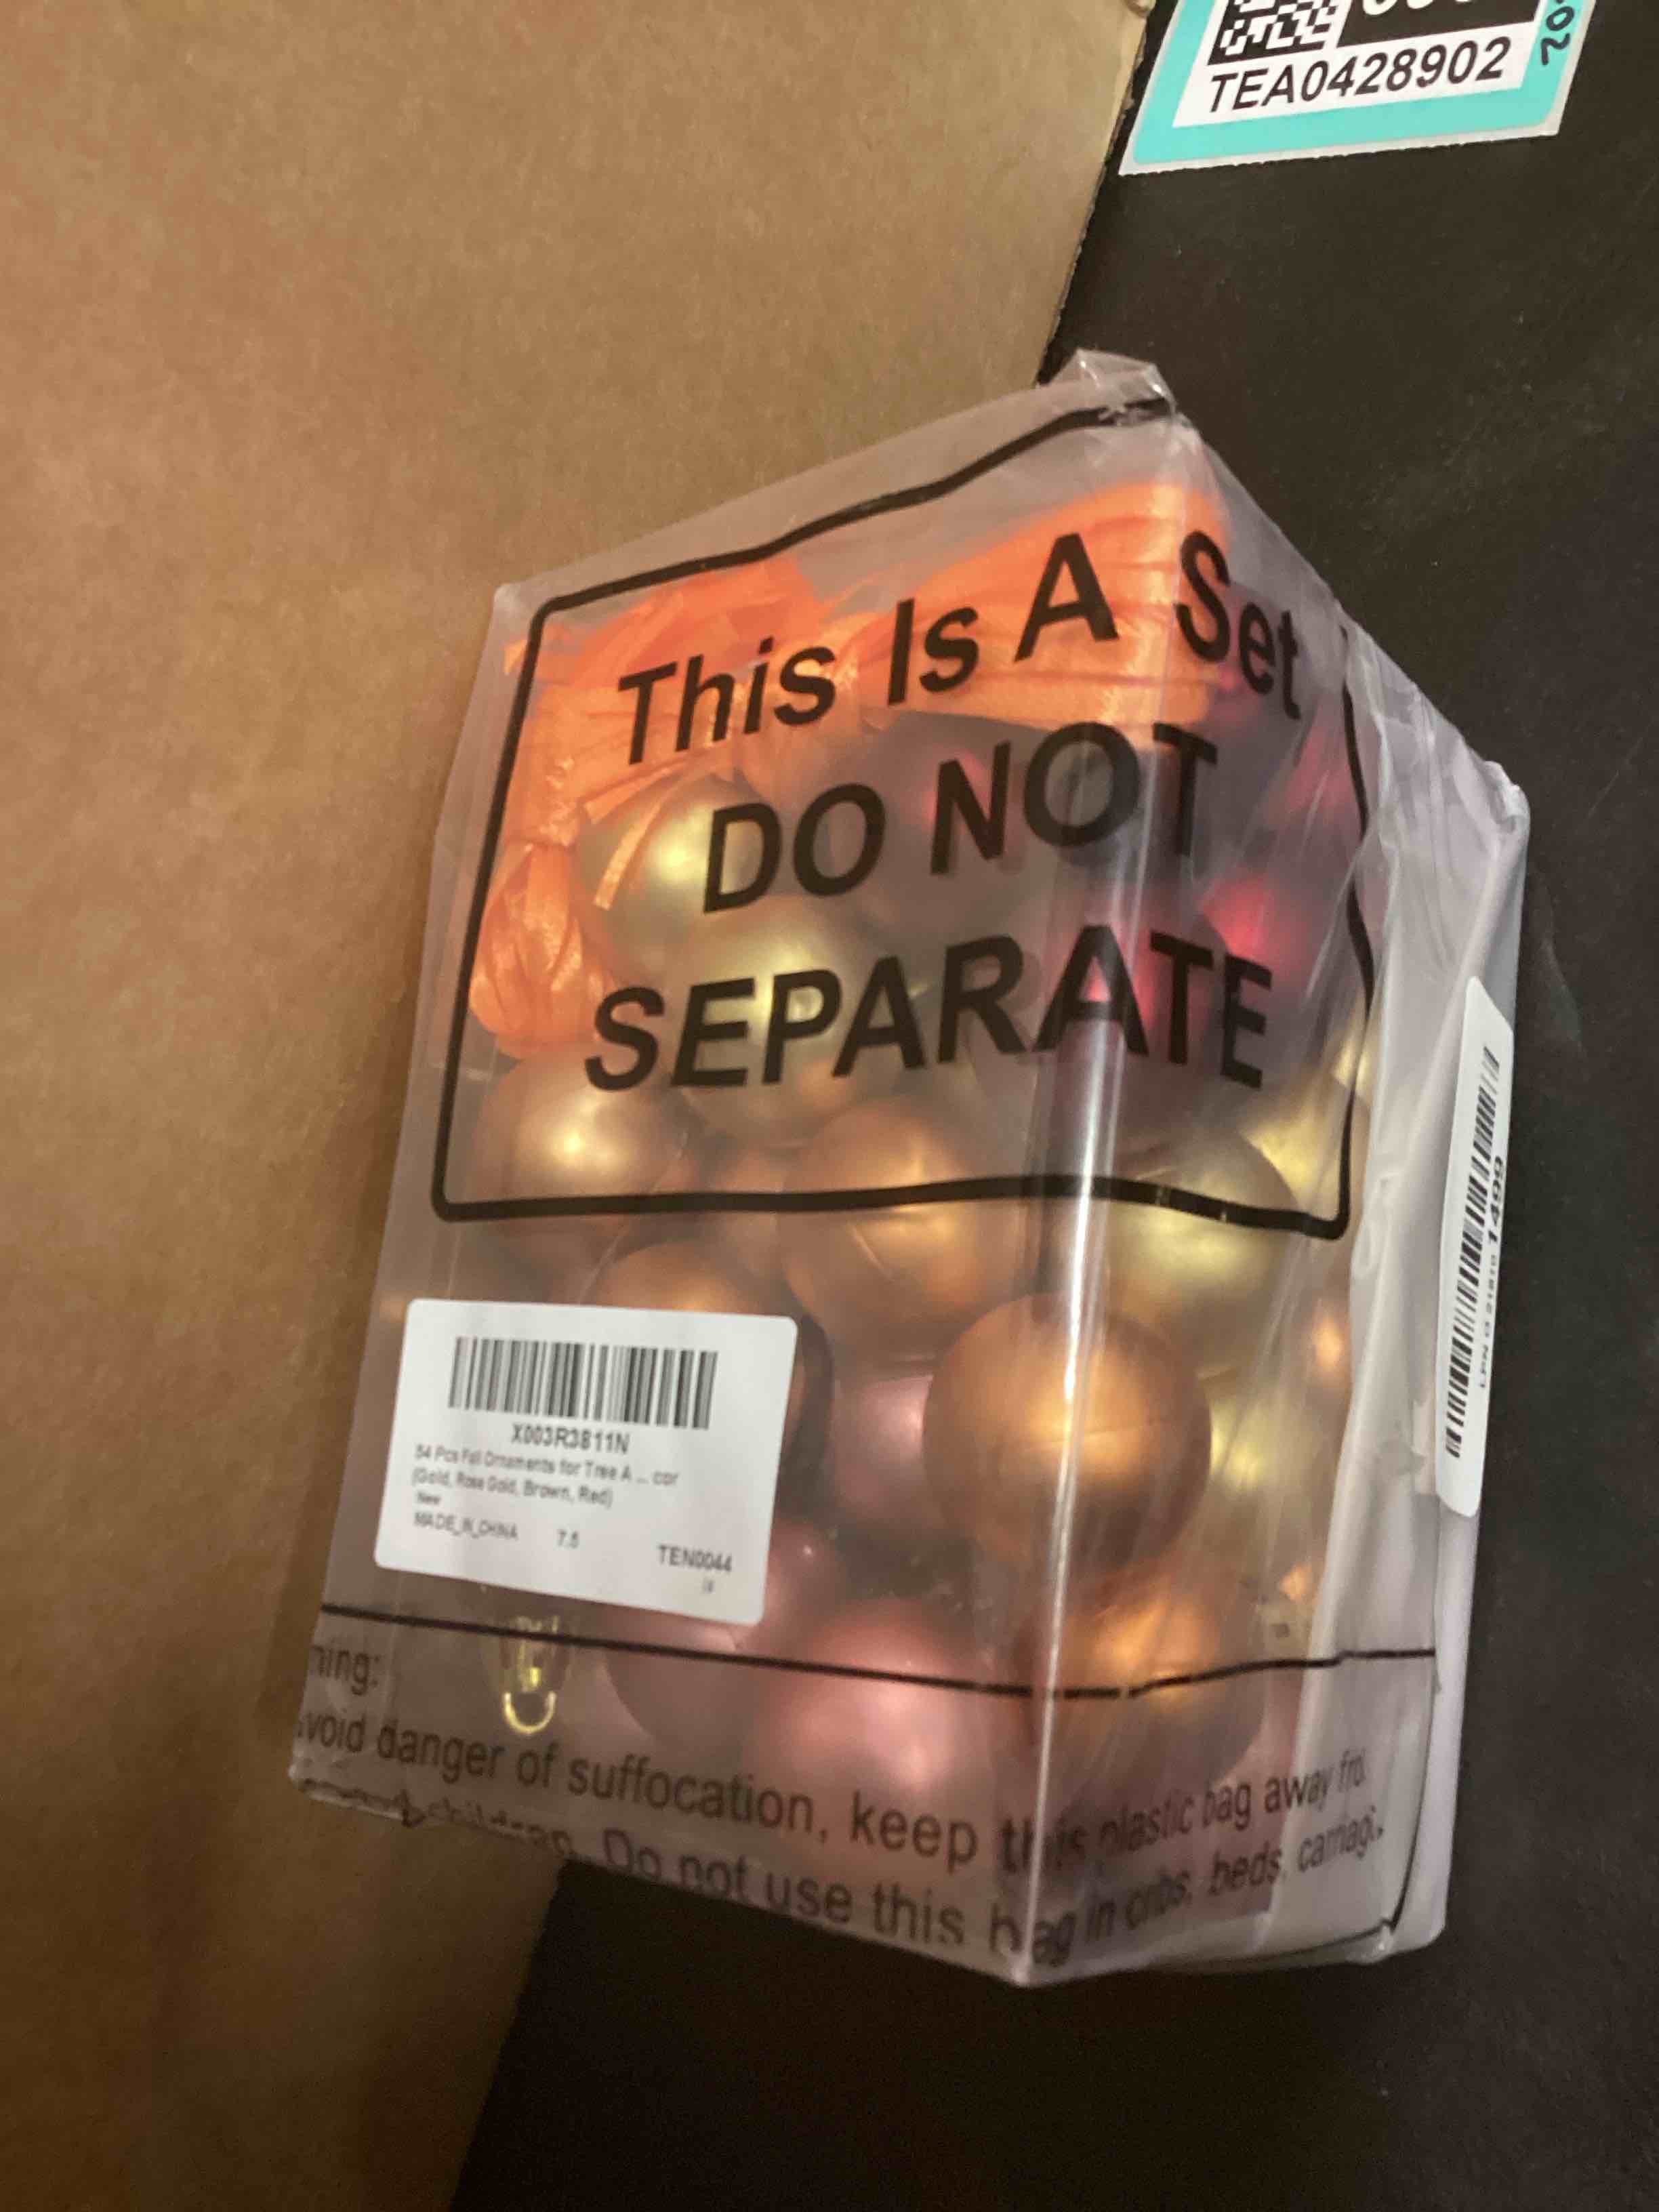 TEA0428902
This Is A Set
DO NOT
SEPARATE
X003R3811N
54 Pcs Fall Ornaments for Tree A ... cor
(Gold, Rose Gold, Brown, Red)
New
MADE_IN_CHINA 7.5 TEN0044
ning:
void danger of suffocation, keep this plastic bag away fro
children. Do not use this bag in cribs, beds, carriag
1499